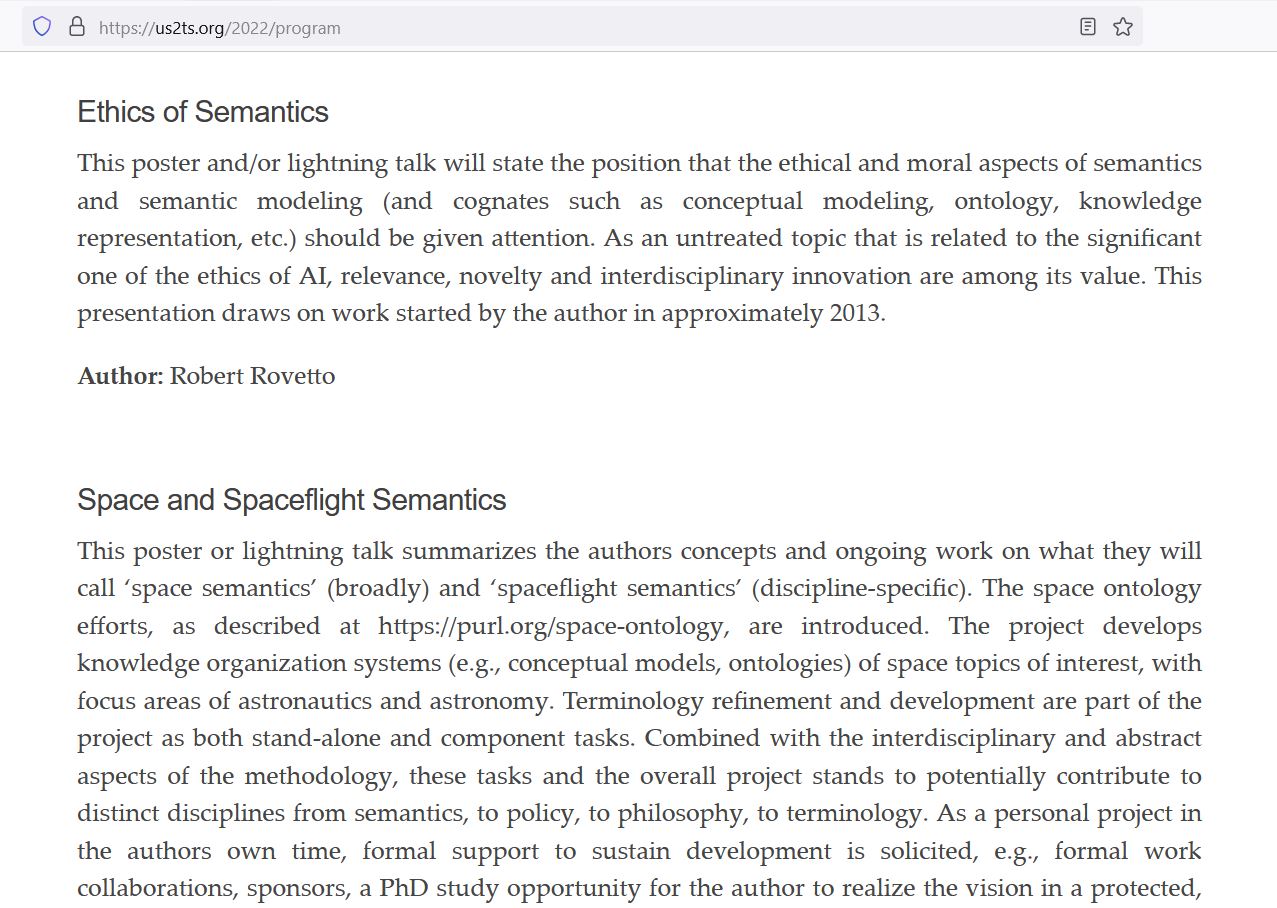 https://us2ts.org/2022/program
Ethics of Semantics
This poster and/or lightning talk will state the position that the ethical and moral aspects of semantics
and semantic modeling (and cognates such as conceptual modeling, ontology, knowledge
representation, etc.) should be given attention. As an untreated topic that is related to the significant
one of the ethics of AI, relevance, novelty and interdisciplinary innovation are among its value. This
presentation draws on work started by the author in approximately 2013.
Author: Robert Rovetto
Space and Spaceflight Semantics
This poster or lightning talk summarizes the authors concepts and ongoing work on what they will
call ‘space semantics’ (broadly) and ‘spaceflight semantics’ (discipline-specific). The space ontology
efforts, as described at https://purl.org/space-ontology, are introduced. The project develops
knowledge organization systems (e.g., conceptual models, ontologies) of space topics of interest, with
focus areas of astronautics and astronomy. Terminology refinement and development are part of the
project as both stand-alone and component tasks. Combined with the interdisciplinary and abstract
aspects of the methodology, these tasks and the overall project stands to potentially contribute to
distinct disciplines from semantics, to policy, to philosophy, to terminology. As a personal project in
the authors own time, formal support to sustain development is solicited, e.g., formal work
collaborations, sponsors, a PhD study opportunity for the author to realize the vision in a protected,